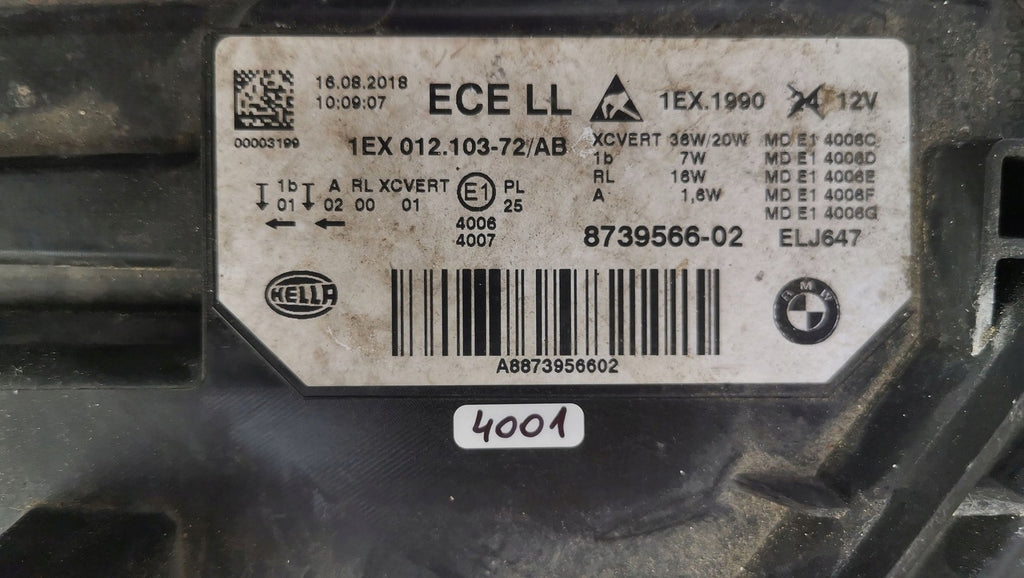 16.08.2018
10:09:07
ECE LL
1EX.1990 24 12V
00003199
1EX 012.103-72/AB
XCVERT 36W/20W MD E1 4006C
1b 7W MD E1 4006D
RL 16W MD E1 4006E
A 1,6W MD E1 4006F
MD E1 4006G
1b A RL XCVERT E1 PL
01 02 00 01 25
4006
4007
8739566-02 ELJ647
HELLA
BMW
A8873956602
4001